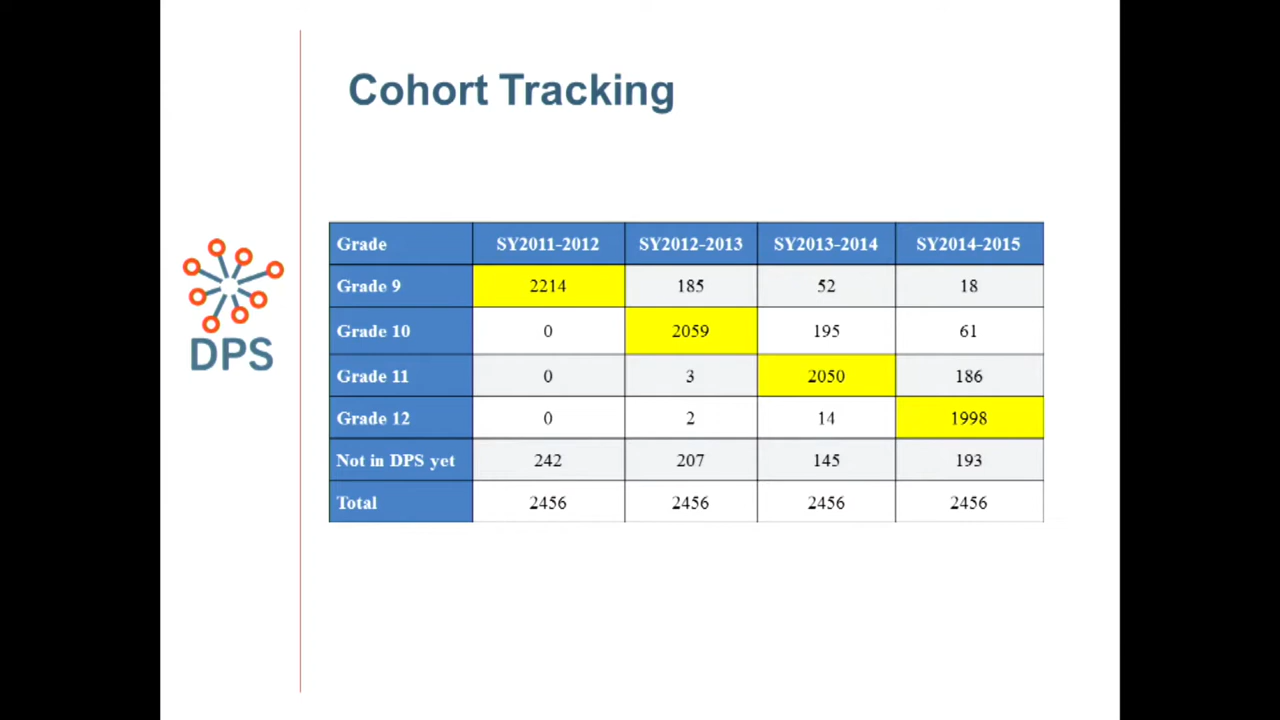 Cohort Tracking
DPS
Grade SY2011-2012 SY2012-2013 SY2013-2014 SY2014-2015
Grade 9 2214 185 52 18
Grade 10 0 2059 195 61
Grade 11 0 3 2050 186
Grade 12 0 2 14 1998
Not in DPS yet 242 207 145 193
Total 2456 2456 2456 2456